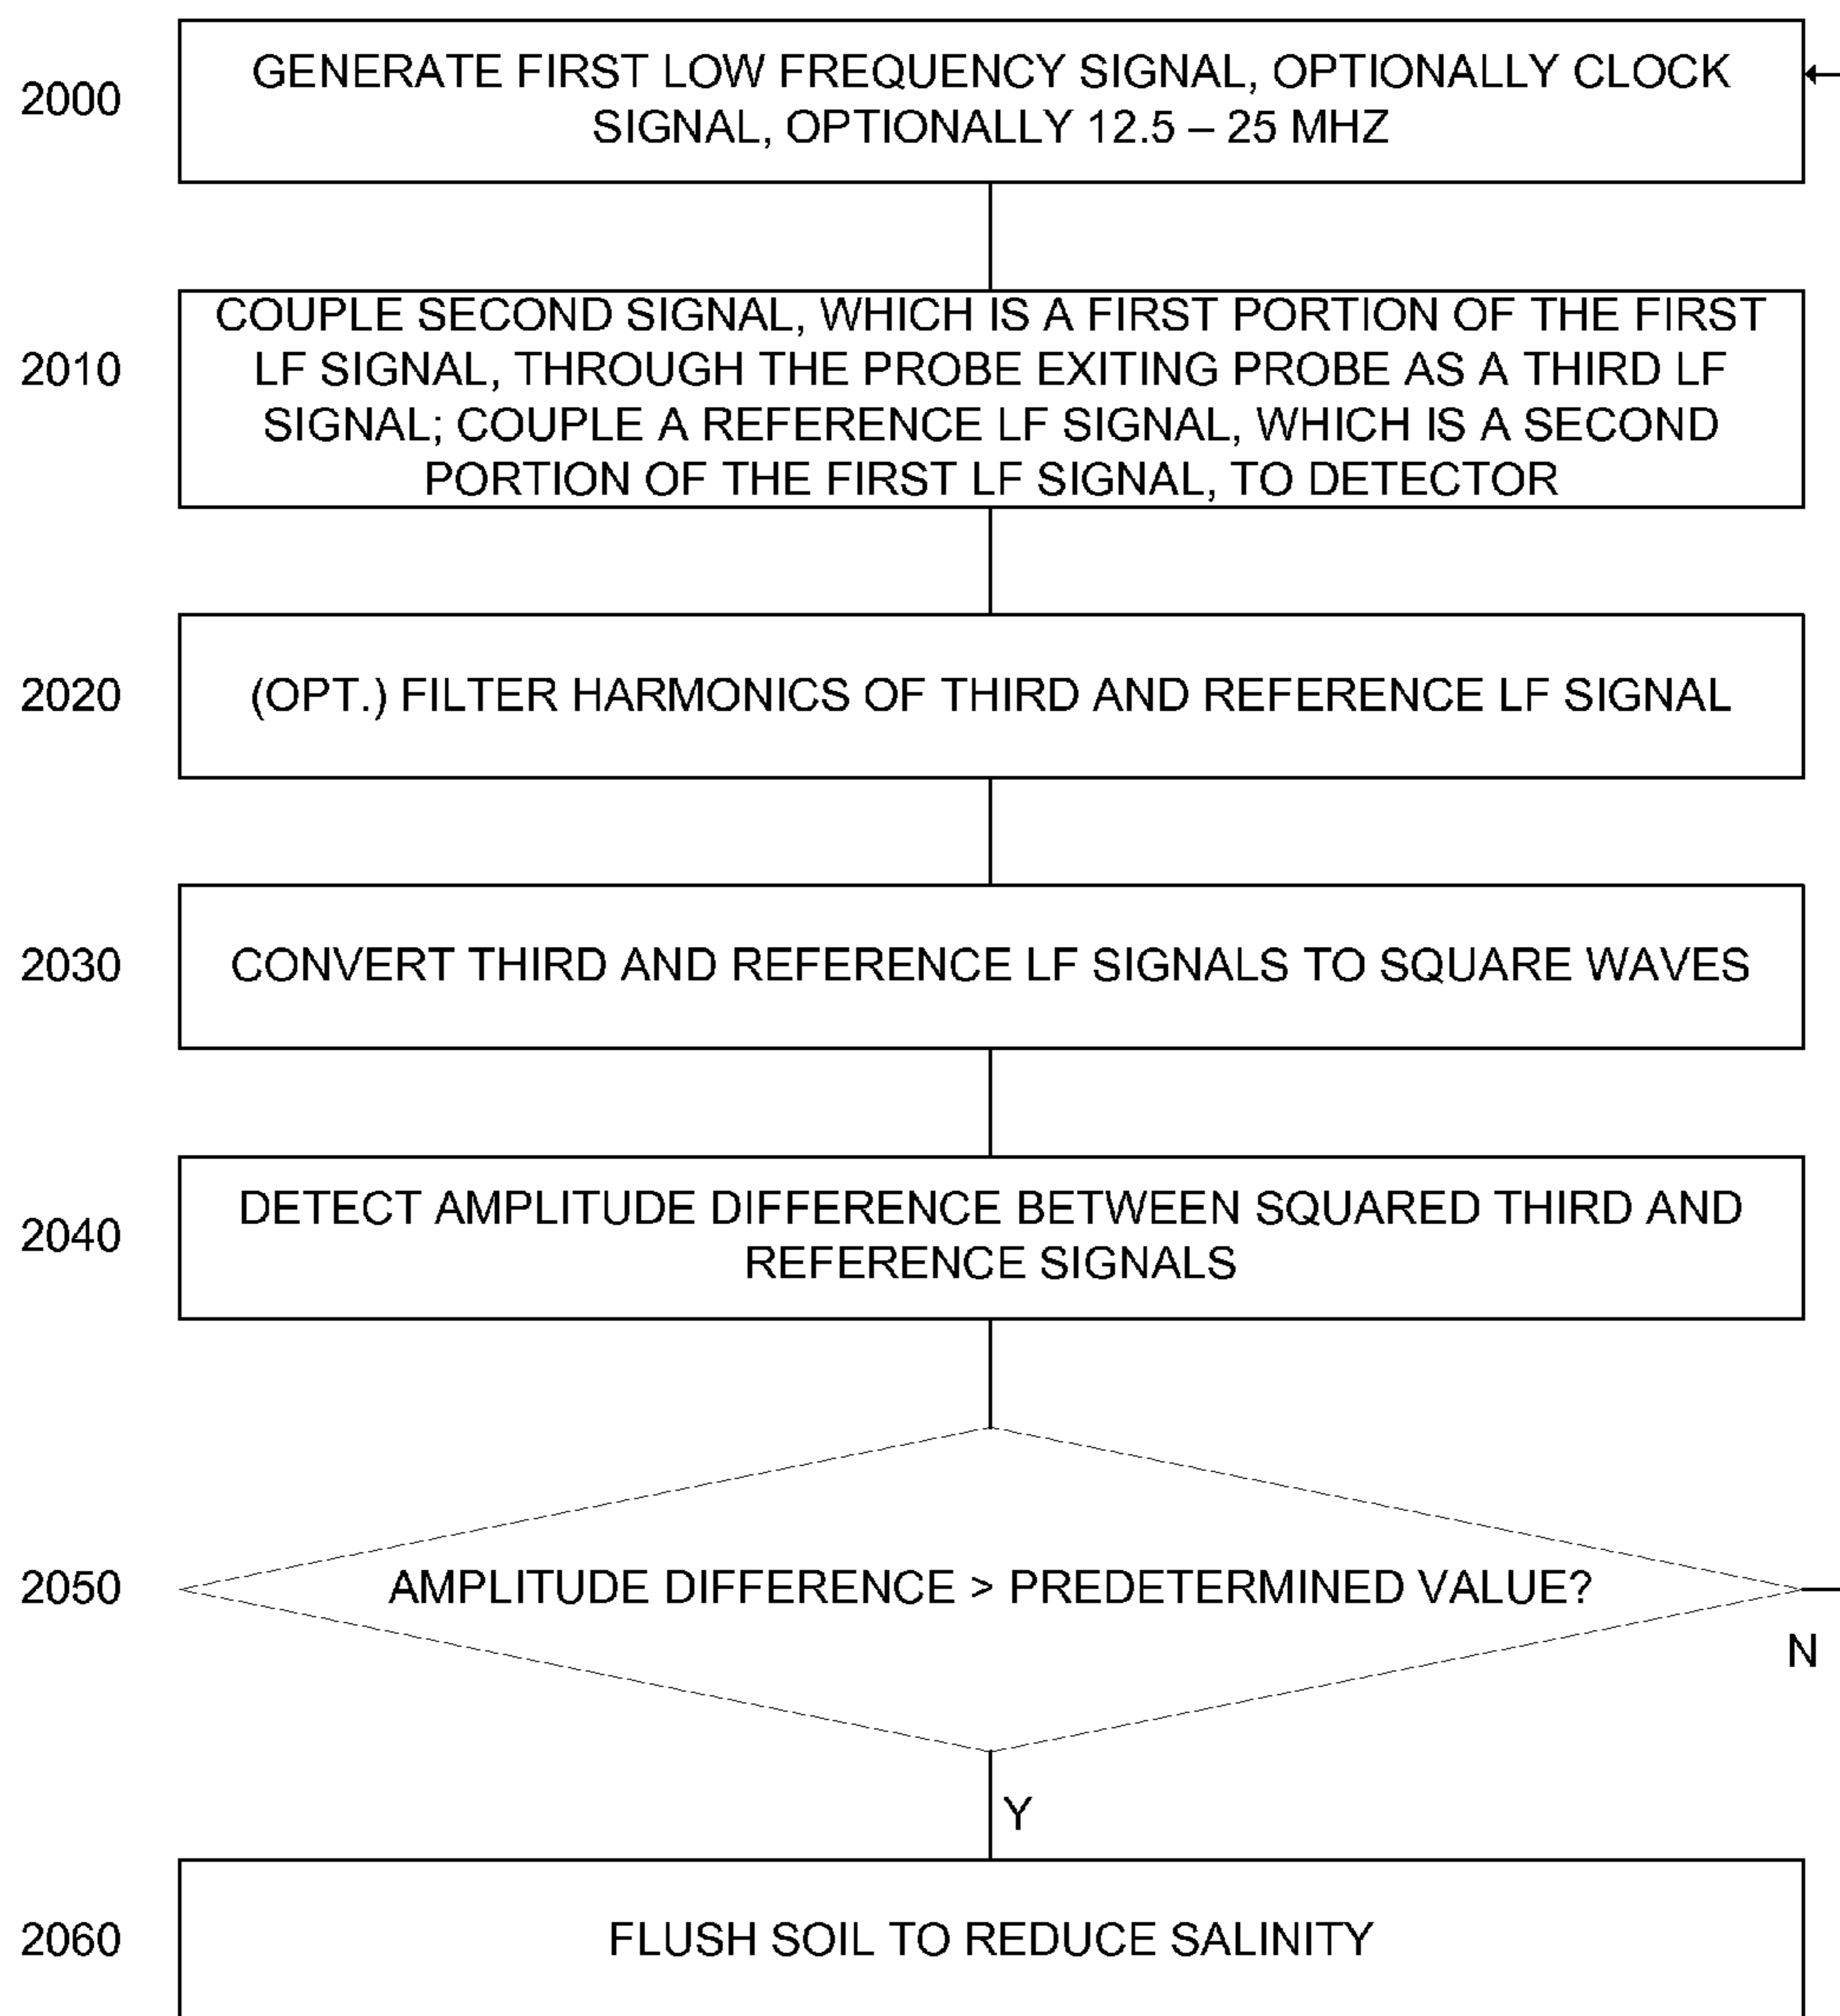 2000
GENERATE FIRST LOW FREQUENCY SIGNAL, OPTIONALLY CLOCK
SIGNAL, OPTIONALLY 12.5 – 25 MHZ
2010
COUPLE SECOND SIGNAL, WHICH IS A FIRST PORTION OF THE FIRST
LF SIGNAL, THROUGH THE PROBE EXITING PROBE AS A THIRD LF
SIGNAL; COUPLE A REFERENCE LF SIGNAL, WHICH IS A SECOND
PORTION OF THE FIRST LF SIGNAL, TO DETECTOR
2020
(OPT.) FILTER HARMONICS OF THIRD AND REFERENCE LF SIGNAL
2030
CONVERT THIRD AND REFERENCE LF SIGNALS TO SQUARE WAVES
2040
DETECT AMPLITUDE DIFFERENCE BETWEEN SQUARED THIRD AND
REFERENCE SIGNALS
2050
AMPLITUDE DIFFERENCE > PREDETERMINED VALUE?
N
Y
2060
FLUSH SOIL TO REDUCE SALINITY